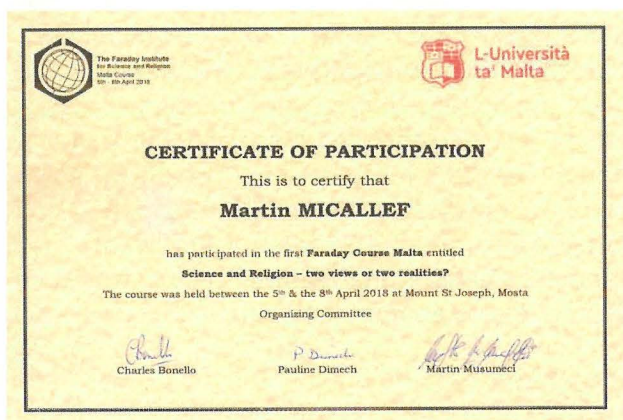 The Faraday Institute
for Science and Religion
Malta Course
5th - 8th April 2018
L-Università
ta' Malta
CERTIFICATE OF PARTICIPATION
This is to certify that
Martin MICALLEF
has participated in the first Faraday Course Malta entitled
Science and Religion – two views or two realities?
The course was held between the 5th & the 8th April 2018 at Mount St Joseph, Mosta
Organizing Committee
CBonello
P Dimech
Charles Bonello
Pauline Dimech
Martin Musumeci